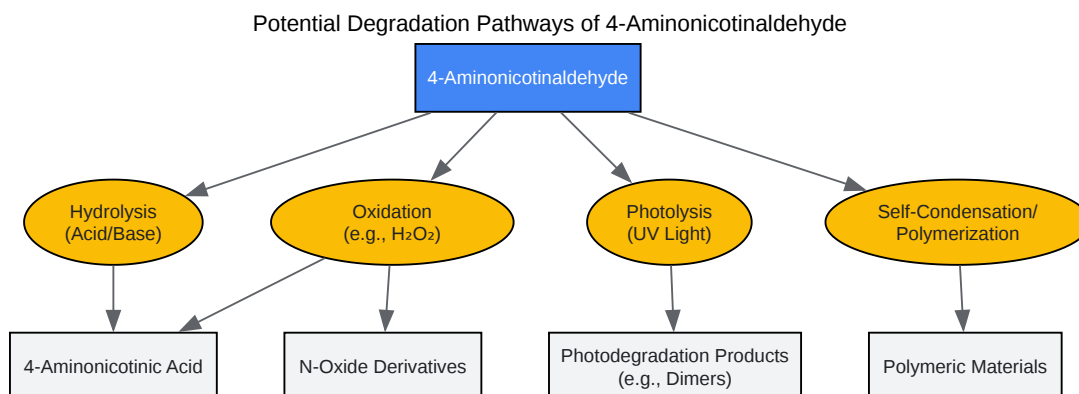 Potential Degradation Pathways of 4-Aminonicotinaldehyde
4-Aminonicotinaldehyde
Hydrolysis
(Acid/Base)
Oxidation
(e.g., H₂O₂)
Photolysis
(UV Light)
Self-Condensation/
Polymerization
4-Aminonicotinic Acid
N-Oxide Derivatives
Photodegradation Products
(e.g., Dimers)
Polymeric Materials